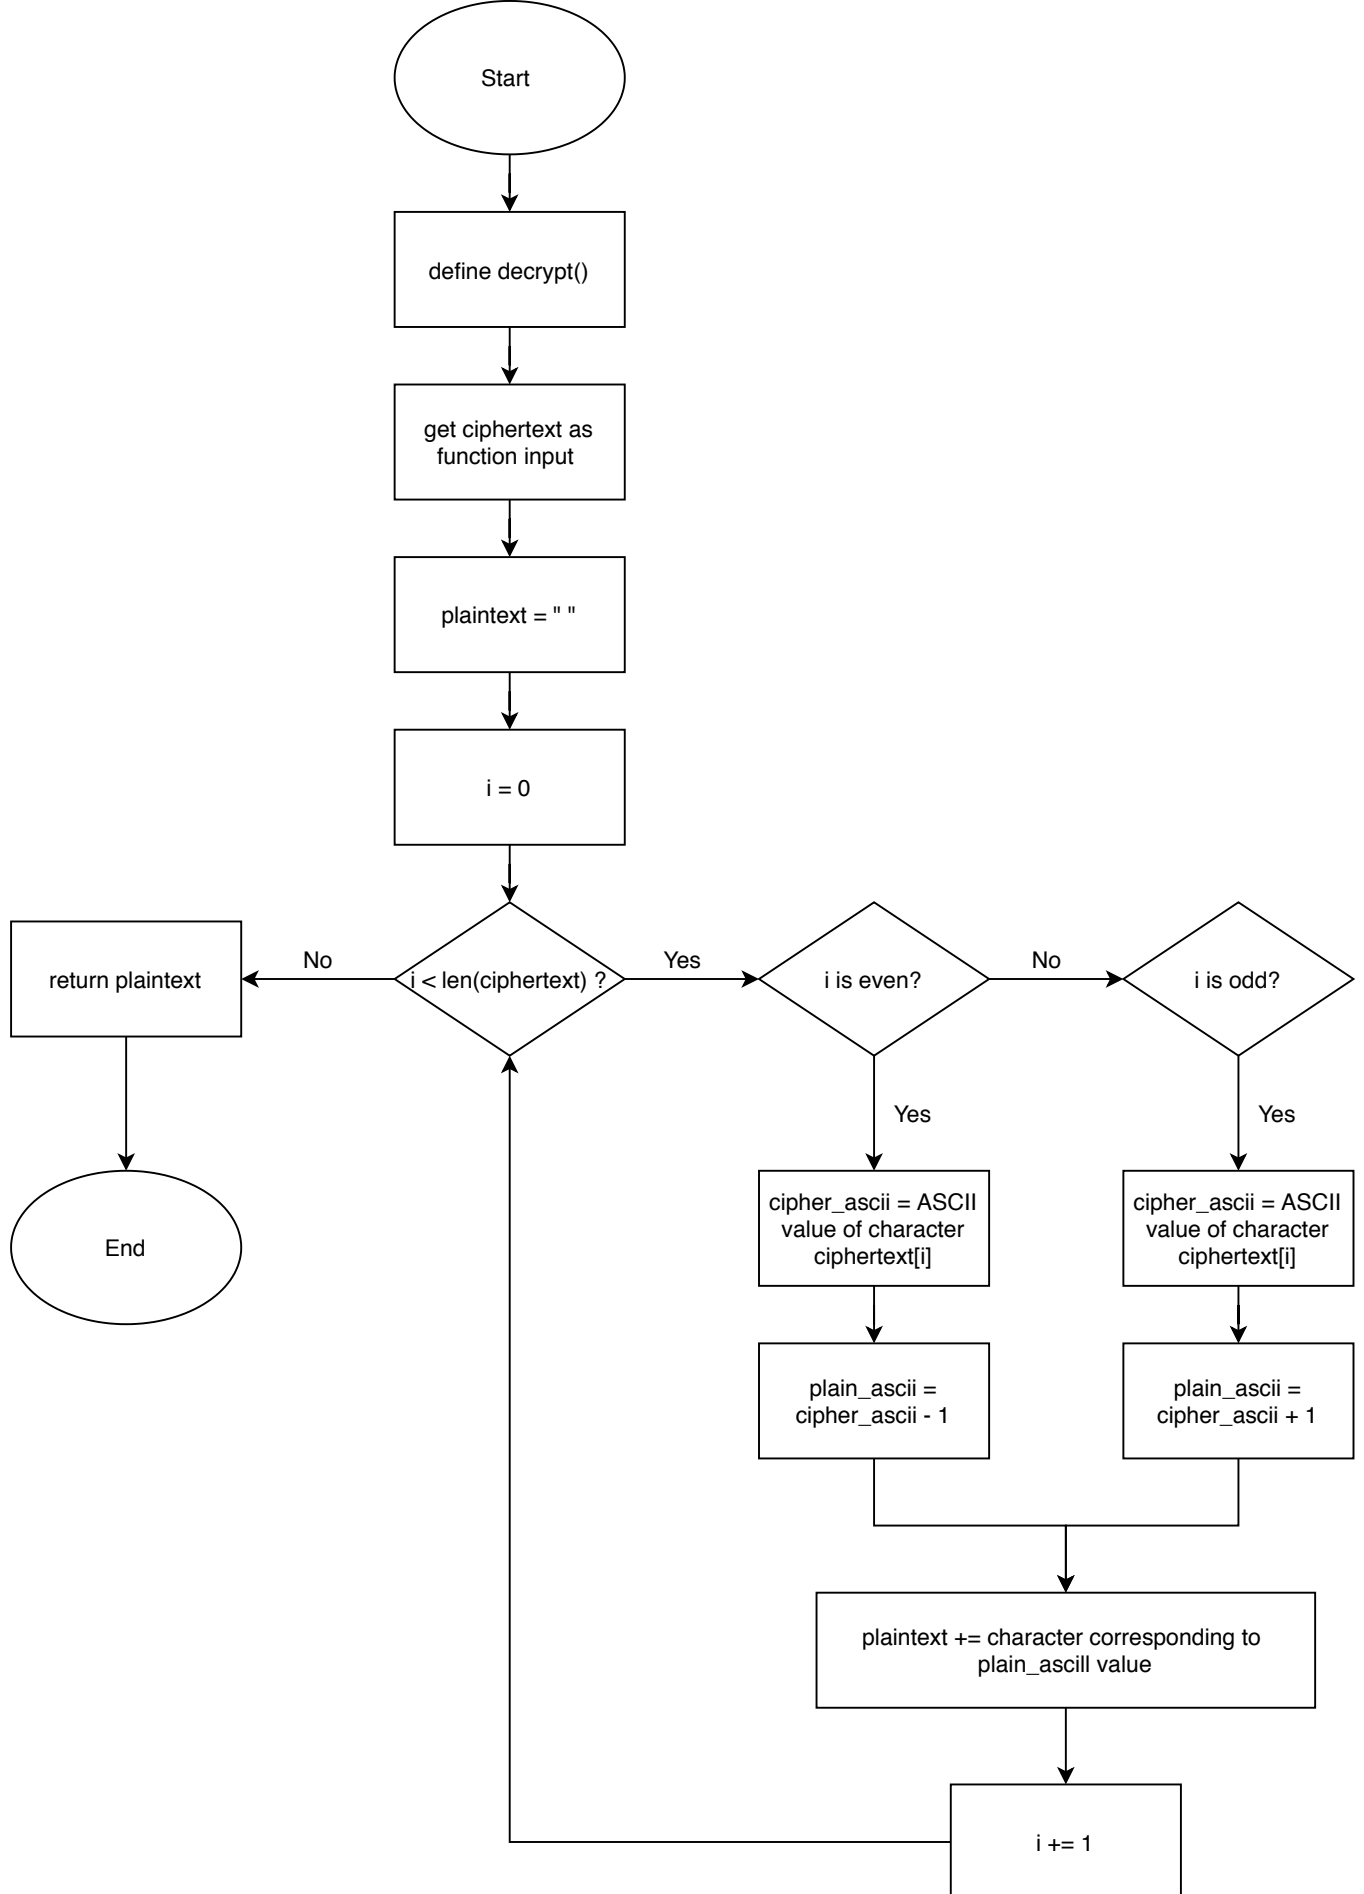 Start
define decrypt()
get ciphertext as
function input
plaintext = " "
i = 0
return plaintext
No
i < len(ciphertext) ?
Yes
i is even?
No
i is odd?
Yes
Yes
End
cipher_ascii = ASCII
value of character
ciphertext[i]
cipher_ascii = ASCII
value of character
ciphertext[i]
plain_ascii =
cipher_ascii - 1
plain_ascii =
cipher_ascii + 1
plaintext += character corresponding to
plain_ascill value
i += 1